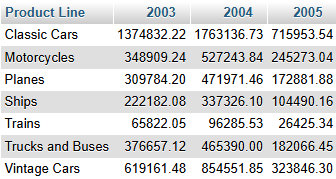 Product Line 2003 2004 2005
Classic Cars 1374832.22 1763136.73 715953.54
Motorcycles 348909.24 527243.84 245273.04
Planes 309784.20 471971.46 172881.88
Ships 222182.08 337326.10 104490.16
Trains 65822.05 96285.53 26425.34
Trucks and Buses 376657.12 465390.00 182066.45
Vintage Cars 619161.48 854551.85 323846.30